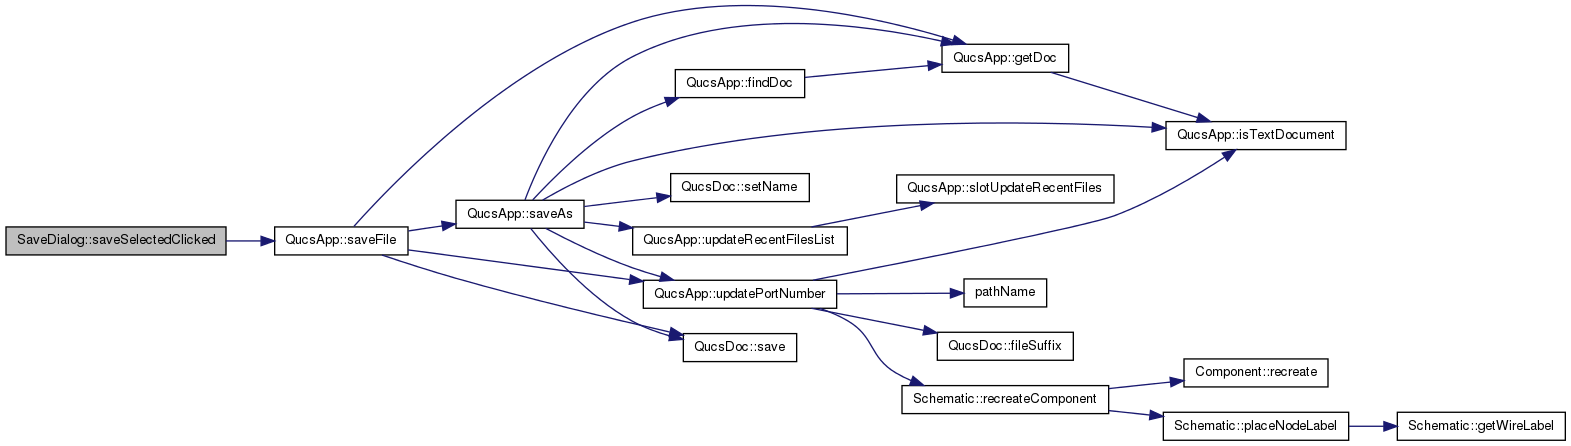 SaveDialog::saveSelectedClicked
QucsApp::saveFile
QucsApp::saveAs
QucsApp::getDoc
QucsApp::findDoc
QucsApp::isTextDocument
QucsDoc::setName
QucsApp::slotUpdateRecentFiles
QucsApp::updateRecentFilesList
QucsApp::updatePortNumber
pathName
QucsDoc::save
QucsDoc::fileSuffix
Schematic::recreateComponent
Component::recreate
Schematic::placeNodeLabel
Schematic::getWireLabel